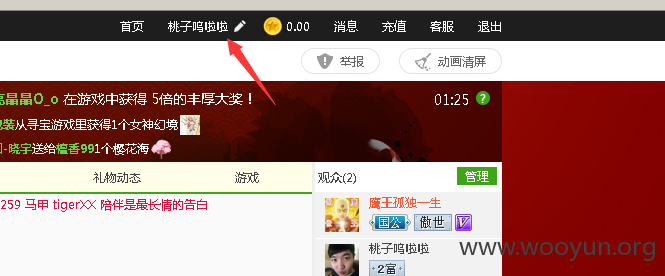 首页 桃子呜啦啦 0.00 消息 充值 客服 退出
举报 动画清屏
晶晶O_o 在游戏中获得 5倍的丰厚大奖！ 01:25 ?
从寻宝游戏里获得1个女神幻境
-晓宇送给檀香991个樱花海
礼物动态 游戏 观众(2) 管理
259 马甲 tigerXX 陪伴是最长情的告白
魔王孤独一生
国公 傲世 V
桃子呜啦啦
2富
www.wooyun.org